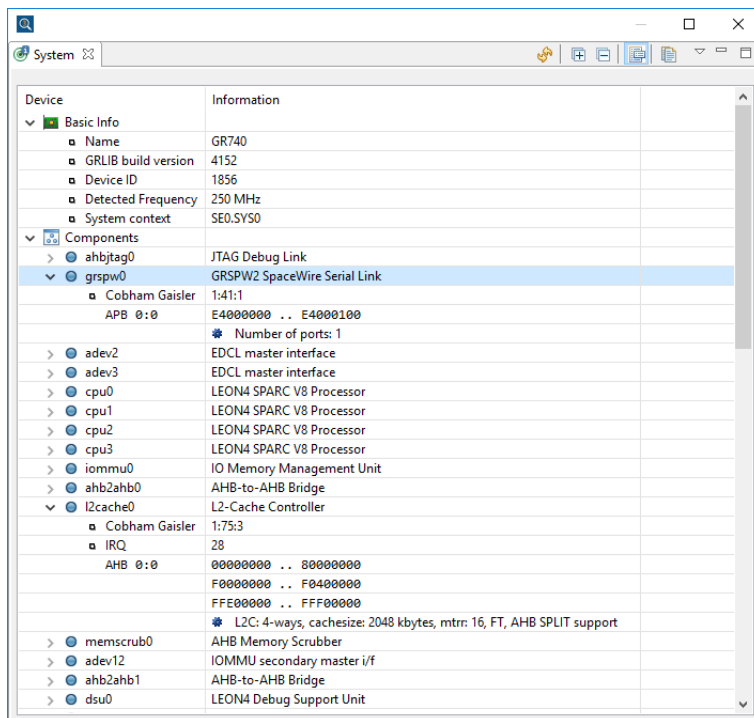 System
Device Information
Basic Info
Name GR740
GRLIB build version 4152
Device ID 1856
Detected Frequency 250 MHz
System context SE0.SYS0
Components
ahbjtag0 JTAG Debug Link
grspw0 GRSPW2 SpaceWire Serial Link
Cobham Gaisler 1:41:1
APB 0:0 E4000000 .. E4000100
Number of ports: 1
adev2 EDCL master interface
adev3 EDCL master interface
cpu0 LEON4 SPARC V8 Processor
cpu1 LEON4 SPARC V8 Processor
cpu2 LEON4 SPARC V8 Processor
cpu3 LEON4 SPARC V8 Processor
iommu0 IO Memory Management Unit
ahb2ahb0 AHB-to-AHB Bridge
l2cache0 L2-Cache Controller
Cobham Gaisler 1:75:3
IRQ 28
AHB 0:0 00000000 .. 80000000
F0000000 .. F0400000
FFE00000 .. FFF00000
L2C: 4-ways, cachesize: 2048 kbytes, mtrr: 16, FT, AHB SPLIT support
memscrub0 AHB Memory Scrubber
adev12 IOMMU secondary master i/f
ahb2ahb1 AHB-to-AHB Bridge
dsu0 LEON4 Debug Support Unit